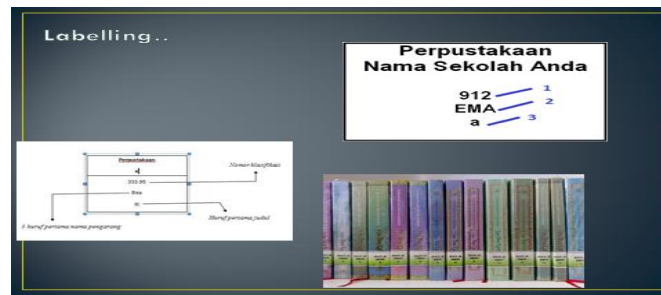 Labelling..
Perpustakaan
Nama Sekolah Anda
912 1
EMA 2
a 3
Perpustakaan
Nomor klasifikasi
Huruf pertama judul
3 huruf pertama nama pengarang